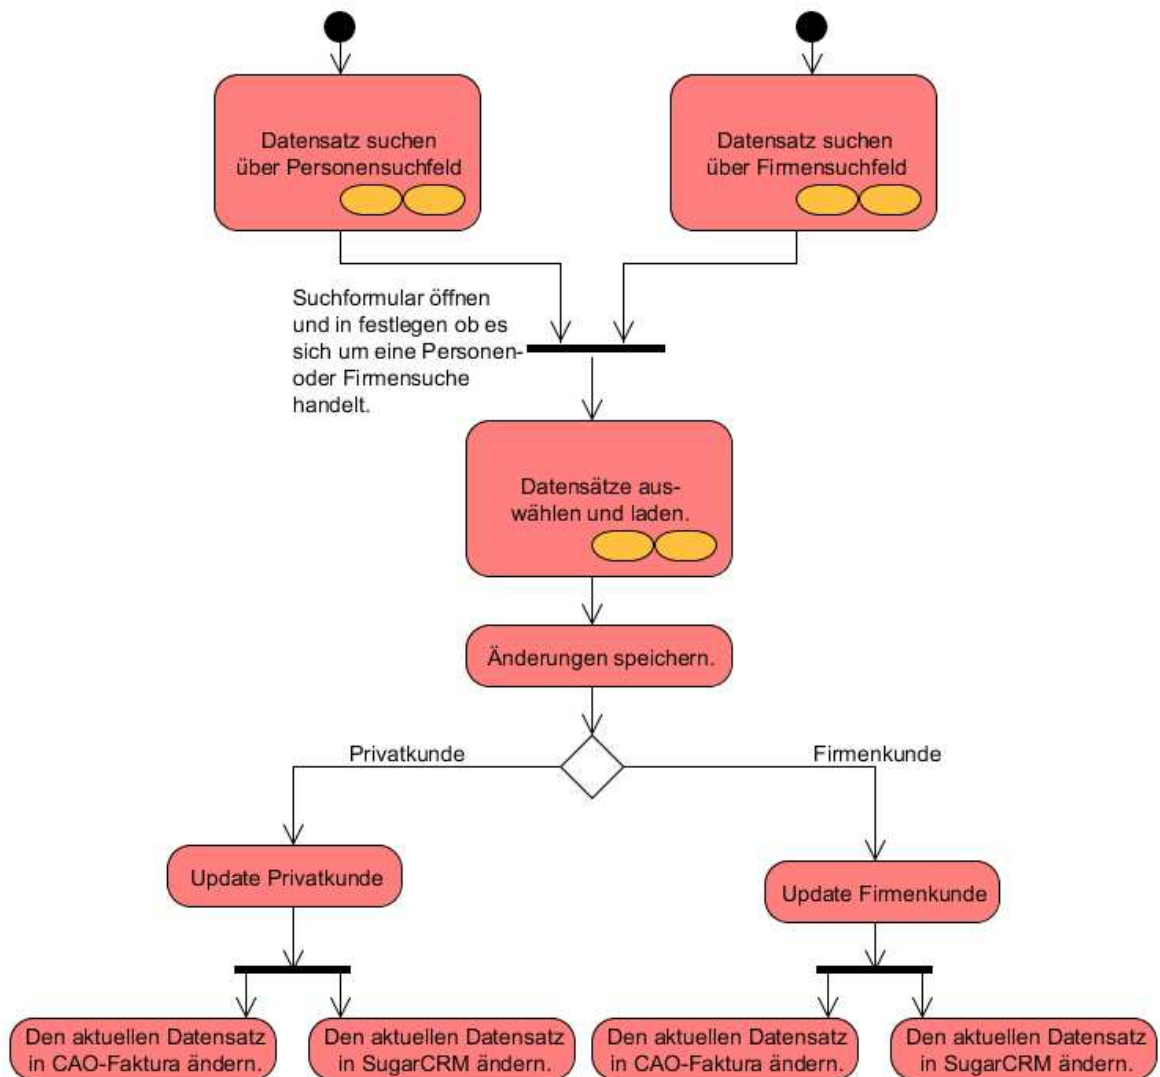 Datensatz suchen
über Personensuchfeld
Datensatz suchen
über Firmensuchfeld
Suchformular öffnen
und in festlegen ob es
sich um eine Personen-
oder Firmensuche
handelt.
Datensätze aus-
wählen und laden.
Änderungen speichern.
Privatkunde
Firmenkunde
Update Privatkunde
Update Firmenkunde
Den aktuellen Datensatz
in CAO-Faktura ändern.
Den aktuellen Datensatz
in SugarCRM ändern.
Den aktuellen Datensatz
in CAO-Faktura ändern.
Den aktuellen Datensatz
in SugarCRM ändern.